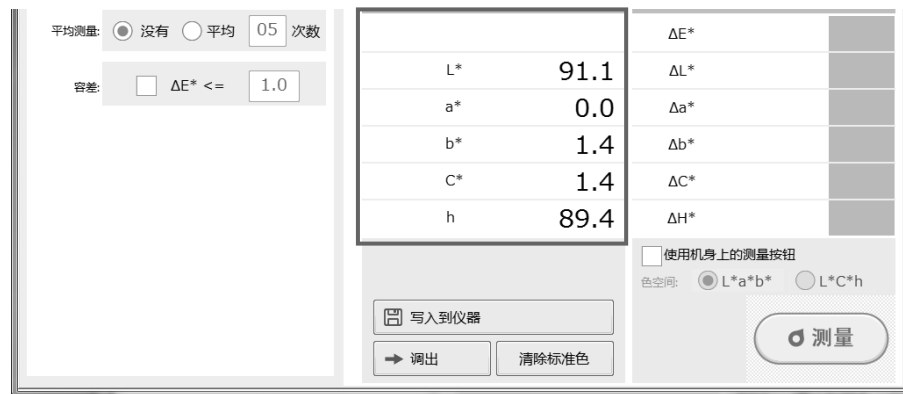 平均测量: 没有 平均 05 次数
容差: ΔE* <= 1.0
L* 91.1
a* 0.0
b* 1.4
C* 1.4
h 89.4
写入到仪器
调出 清除标准色
ΔE*
ΔL*
Δa*
Δb*
ΔC*
ΔH*
使用机身上的测量按钮
色空间: L*a*b* L*C*h
测量